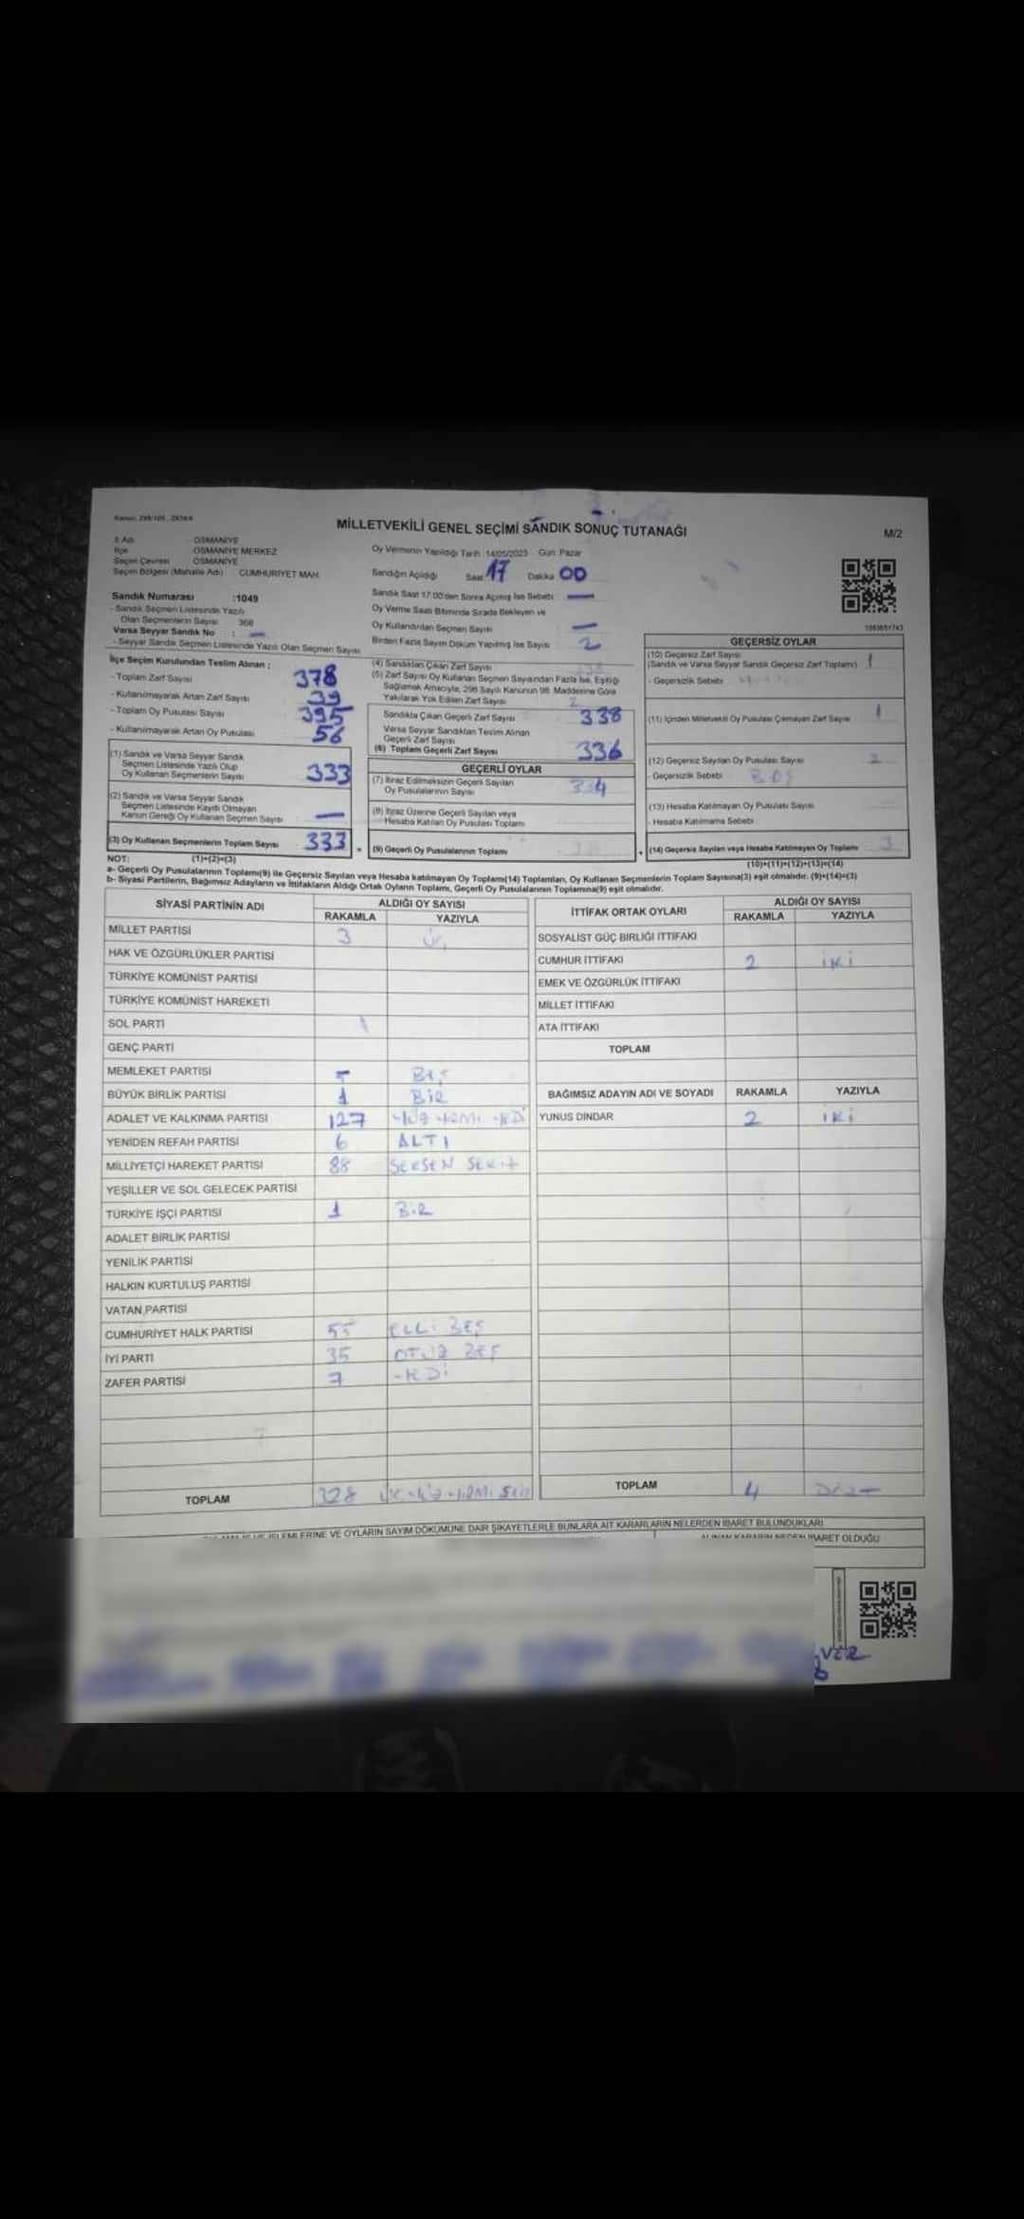 MİLLETVEKİLİ GENEL SEÇİMİ SANDIK SONUÇ TUTANAĞI
M/2
İl Adı : OSMANİYE
İlçe : OSMANİYE MERKEZ
Seçim Çevresi : OSMANİYE
Seçim Bölgesi (Mahalle Adı) : CUMHURİYET MAH.
Oy Vermenin Yapıldığı Tarih : 14/05/2023 Gün: Pazar
Sandığın Açıldığı Saat 17 Dakika 00
Sandık Numarası :1049
- Sandık Seçmen Listesinde Yazılı
Olan Seçmenlerin Sayısı : 368
Varsa Seyyar Sandık No : —
- Seyyar Sandık Seçmen Listesinde Yazılı Olan Seçmen Sayısı
Sandık Saat 17:00'den Sonra Açılmış İse Sebebi : —
Oy Verme Saati Bitiminde Sırada Bekleyen ve
Oy Kullandırılan Seçmen Sayısı —
Birden Fazla Sayım Döküm Yapılmış İse Sayısı 2
İlçe Seçim Kurulundan Teslim Alınan ;
- Toplam Zarf Sayısı 378
- Kullanılmayarak Artan Zarf Sayısı 39
- Toplam Oy Pusulası Sayısı 395
- Kullanılmayarak Artan Oy Pusulası 56
(1) Sandık ve Varsa Seyyar Sandık
Seçmen Listesinde Yazılı Olup
Oy Kullanan Seçmenlerin Sayısı 333
(2) Sandık ve Varsa Seyyar Sandık
Seçmen Listesinde Kayıtlı Olmayan
Kanun Gereği Oy Kullanan Seçmen Sayısı —
(3) Oy Kullanan Seçmenlerin Toplam Sayısı 333
(1)+(2)=(3)
(4) Sandıktan Çıkan Zarf Sayısı
(5) Zarf Sayısı Oy Kullanan Seçmen Sayısından Fazla İse, Eşitliği
Sağlamak Amacıyla, 298 Sayılı Kanunun 98. Maddesine Göre
Yakılarak Yok Edilen Zarf Sayısı 2
Sandıkta Çıkan Geçerli Zarf Sayısı 338
Varsa Seyyar Sandıktan Teslim Alınan
Geçerli Zarf Sayısı
(6) Toplam Geçerli Zarf Sayısı 336
GEÇERLİ OYLAR
(7) İtiraz Edilmeksizin Geçerli Sayılan
Oy Pusulalarının Sayısı 334
(8) İtiraz Üzerine Geçerli Sayılan veya
Hesaba Katılan Oy Pusulası Toplamı
(9) Geçerli Oy Pusulalarının Toplamı
GEÇERSİZ OYLAR
(10) Geçersiz Zarf Sayısı
(Sandık ve Varsa Seyyar Sandık Geçersiz Zarf Toplamı) 1
- Geçersizlik Sebebi :
(11) İçinden Milletvekili Oy Pusulası Çıkmayan Zarf Sayısı 1
(12) Geçersiz Sayılan Oy Pusulası Sayısı 2
- Geçersizlik Sebebi : BOŞ
(13) Hesaba Katılmayan Oy Pusulası Sayısı
- Hesaba Katılmama Sebebi :
(14) Geçersiz Sayılan veya Hesaba Katılmayan Oy Toplamı 3
(10)+(11)+(12)+(13)=(14)
NOT:
a- Geçerli Oy Pusulalarının Toplamı(9) ile Geçersiz Sayılan veya Hesaba katılmayan Oy Toplamı(14) Toplamları, Oy Kullanan Seçmenlerin Toplam Sayısına(3) eşit olmalıdır. (9)+(14)=(3)
b- Siyasi Partilerin, Bağımsız Adayların ve İttifakların Aldığı Ortak Oyların Toplamı, Geçerli Oy Pusulalarının Toplamına(9) eşit olmalıdır.
SİYASİ PARTİNİN ADI ALDIĞI OY SAYISI
RAKAMLA YAZIYLA
MİLLET PARTİSİ 3 ÜÇ
HAK VE ÖZGÜRLÜKLER PARTİSİ
TÜRKİYE KOMÜNİST PARTİSİ
TÜRKİYE KOMÜNİST HAREKETİ
SOL PARTİ
GENÇ PARTİ
MEMLEKET PARTİSİ 5 BEŞ
BÜYÜK BİRLİK PARTİSİ 1 BİR
ADALET VE KALKINMA PARTİSİ 127 YÜZ YİRMİ YEDİ
YENİDEN REFAH PARTİSİ 6 ALTI
MİLLİYETÇİ HAREKET PARTİSİ 88 SEKSEN SEKİZ
YEŞİLLER VE SOL GELECEK PARTİSİ
TÜRKİYE İŞÇİ PARTİSİ 1 BİR
ADALET BİRLİK PARTİSİ
YENİLİK PARTİSİ
HALKIN KURTULUŞ PARTİSİ
VATAN PARTİSİ
CUMHURİYET HALK PARTİSİ 55 ELLİ BEŞ
İYİ PARTİ 35 OTUZ BEŞ
ZAFER PARTİSİ 7 YEDİ
TOPLAM 328
İTTİFAK ORTAK OYLARI ALDIĞI OY SAYISI
RAKAMLA YAZIYLA
SOSYALİST GÜÇ BİRLİĞİ İTTİFAKI
CUMHUR İTTİFAKI 2 İKİ
EMEK VE ÖZGÜRLÜK İTTİFAKI
MİLLET İTTİFAKI
ATA İTTİFAKI
TOPLAM
BAĞIMSIZ ADAYIN ADI VE SOYADI RAKAMLA YAZIYLA
YUNUS DINDAR 2 İKİ
TOPLAM 4 DÖRT
İŞLEMLERİNE VE OYLARIN SAYIM DÖKÜMÜNE DAİR ŞİKAYETLERLE BUNLARA AİT KARARLARIN NELERDEN İBARET BULUNDUKLARI
ALINAN KARARIN NEDEN İBARET OLDUĞU